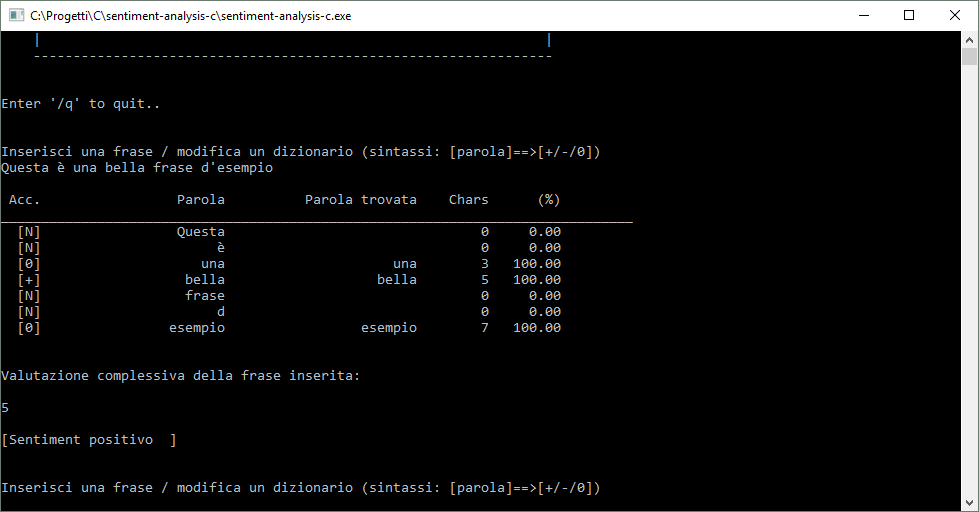 C:\Progetti\C\sentiment-analysis-c\sentiment-analysis-c.exe
|                                                               |
-----------------------------------------------------------------
Enter '/q' to quit..
Inserisci una frase / modifica un dizionario (sintassi: [parola]==>[+/-/0])
Questa è una bella frase d'esempio
Acc. Parola Parola trovata Chars (%)
_______________________________________________________________________________
[N] Questa 0 0.00
[N] è 0 0.00
[0] una una 3 100.00
[+] bella bella 5 100.00
[N] frase 0 0.00
[N] d 0 0.00
[0] esempio esempio 7 100.00
Valutazione complessiva della frase inserita:
5
[Sentiment positivo  ]
Inserisci una frase / modifica un dizionario (sintassi: [parola]==>[+/-/0])